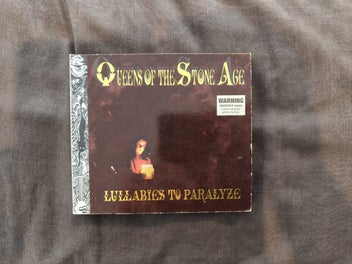 QUEENS OF THE STONE AGE
WARNING
LULLABIES TO PARALYZE